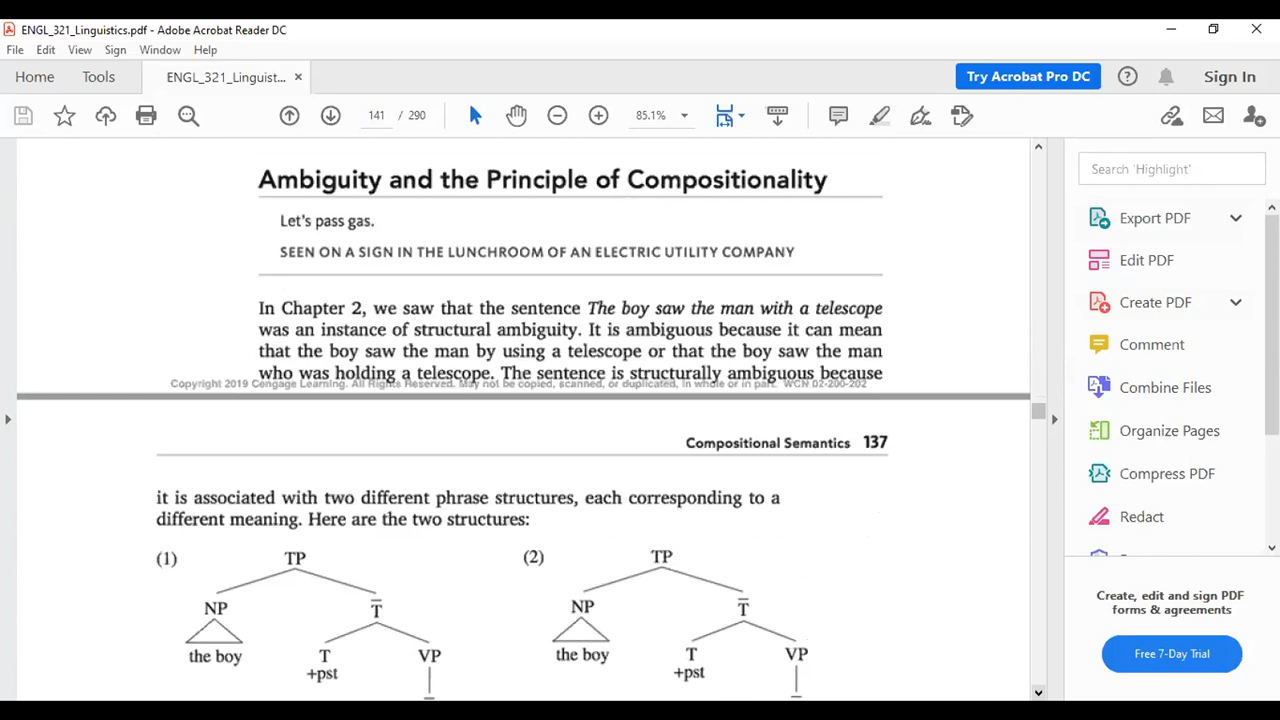 ENGL_321_Linguistics.pdf - Adobe Acrobat Reader DC
File Edit View Sign Window Help
Home Tools ENGL_321_Linguist... × Try Acrobat Pro DC Sign In
141 / 290 85.1%
Ambiguity and the Principle of Compositionality
Let's pass gas.
SEEN ON A SIGN IN THE LUNCHROOM OF AN ELECTRIC UTILITY COMPANY
In Chapter 2, we saw that the sentence The boy saw the man with a telescope
was an instance of structural ambiguity. It is ambiguous because it can mean
that the boy saw the man by using a telescope or that the boy saw the man
who was holding a telescope. The sentence is structurally ambiguous because
Copyright 2019 Cengage Learning. All Rights Reserved. May not be copied, scanned, or duplicated, in whole or in part. WCN 02-200-202
Compositional Semantics 137
it is associated with two different phrase structures, each corresponding to a
different meaning. Here are the two structures:
(1) TP (2) TP
NP T̅ NP T̅
the boy T VP the boy T VP
+pst +pst
Search 'Highlight'
Export PDF
Edit PDF
Create PDF
Comment
Combine Files
Organize Pages
Compress PDF
Redact
Create, edit and sign PDF
forms & agreements
Free 7-Day Trial